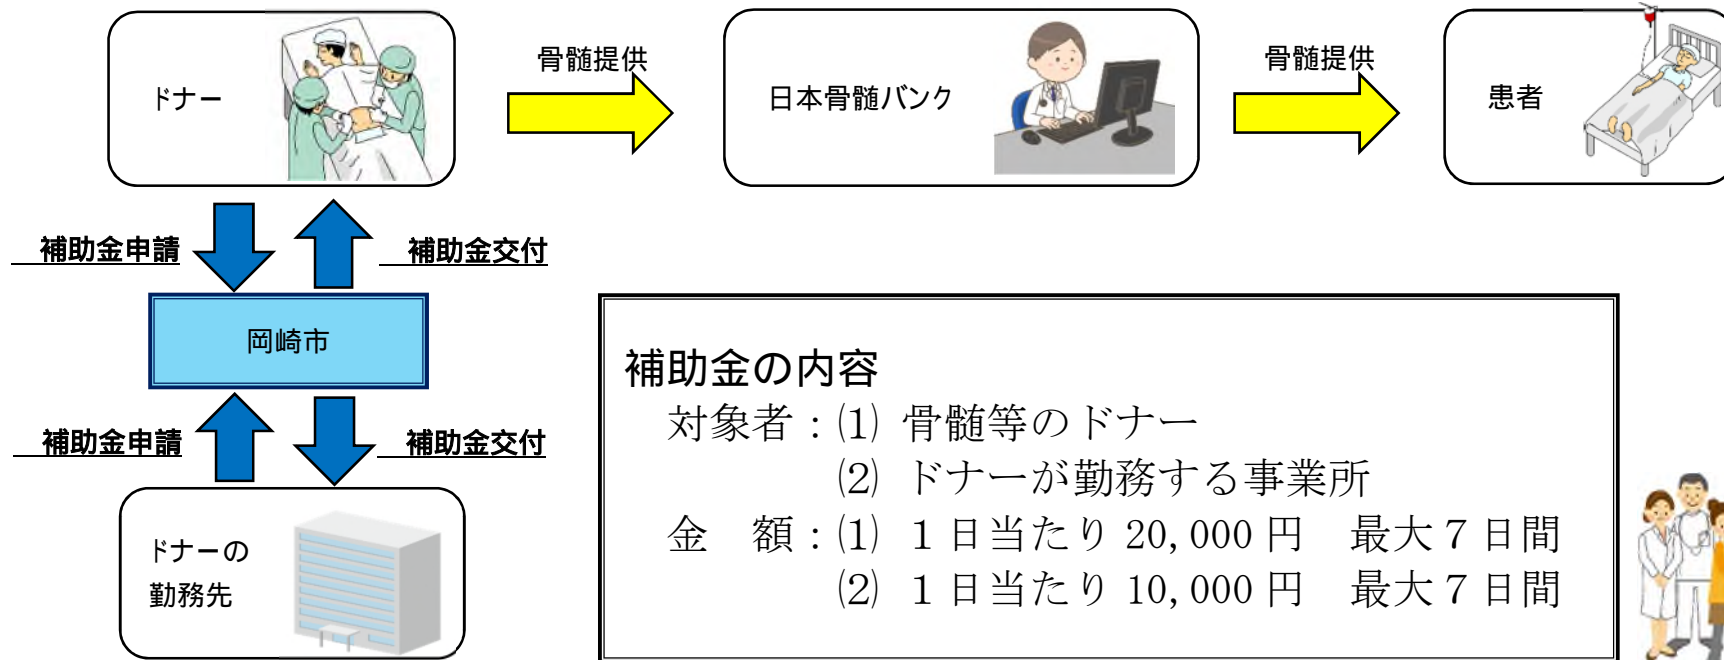 ドナー
骨髄提供
日本骨髄バンク
骨髄提供
患者
補助金申請
補助金交付
岡崎市
補助金申請
補助金交付
ドナーの
勤務先
補助金の内容
対象者：⑴ 骨髄等のドナー
⑵ ドナーが勤務する事業所
金　額：⑴ １日当たり 20,000 円　最大７日間
⑵ １日当たり 10,000 円　最大７日間